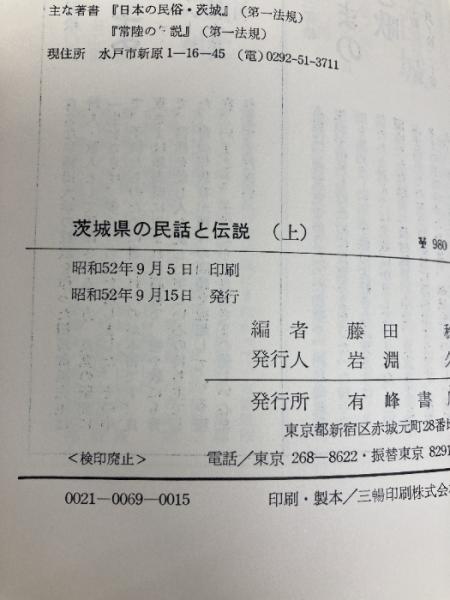 主な著書 『日本の民俗・茨城』(第一法規)
『常陸の 説』(第一法規)
現住所 水戸市新原1―16―45 (電)0292-51-3711
茨城県の民話と伝説 (上)
¥980
昭和52年9月5日 印刷
昭和52年9月15日 発行
編者 藤田
発行人 岩淵
発行所 有峰書
東京都新宿区赤城元町28番
<検印廃止> 電話/東京 268―8622・振替東京 8291
0021―0069―0015 印刷・製本/三暢印刷株式会